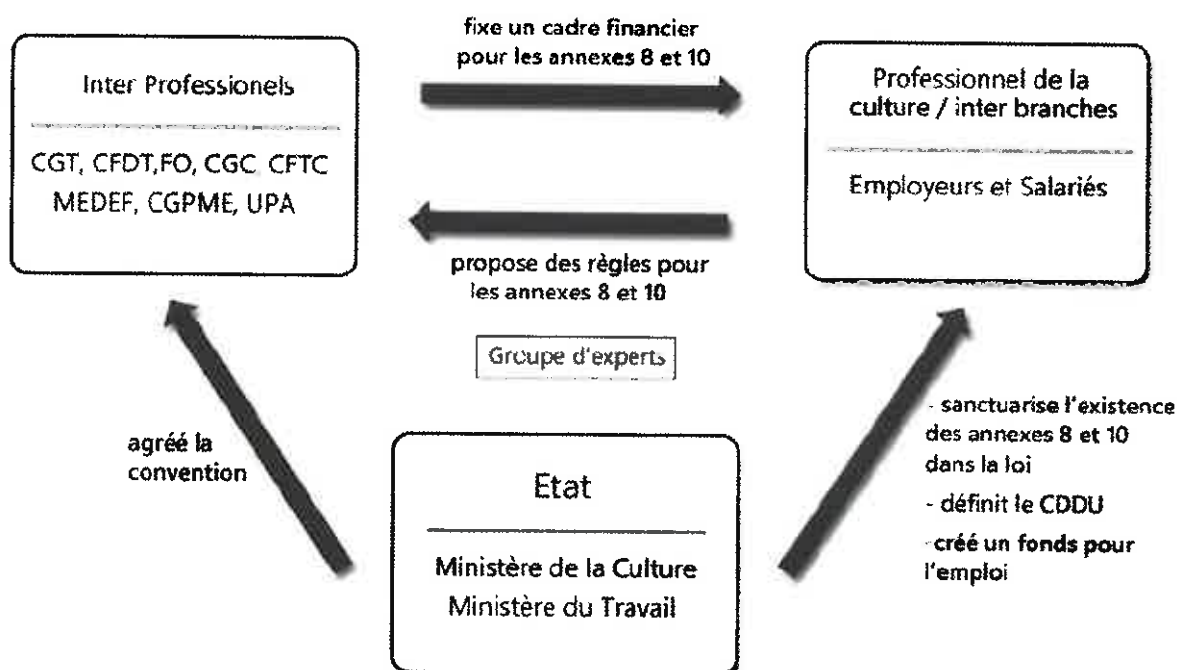 fixe un cadre financier
pour les annexes 8 et 10
Inter Professionels
CGT, CFDT,FO, CGC CFTC
MEDEF, CGPME, UPA
Professionnel de la
culture / inter branches
Employeurs et Salariés
propose des règles pour
les annexes 8 et 10
Groupe d'experts
agréé la
convention
Etat
Ministère de la Culture
Ministère du Travail
- sanctuarise l'existence
des annexes 8 et 10
dans la loi
- définit le CDDU
-créé un fonds pour
l'emploi